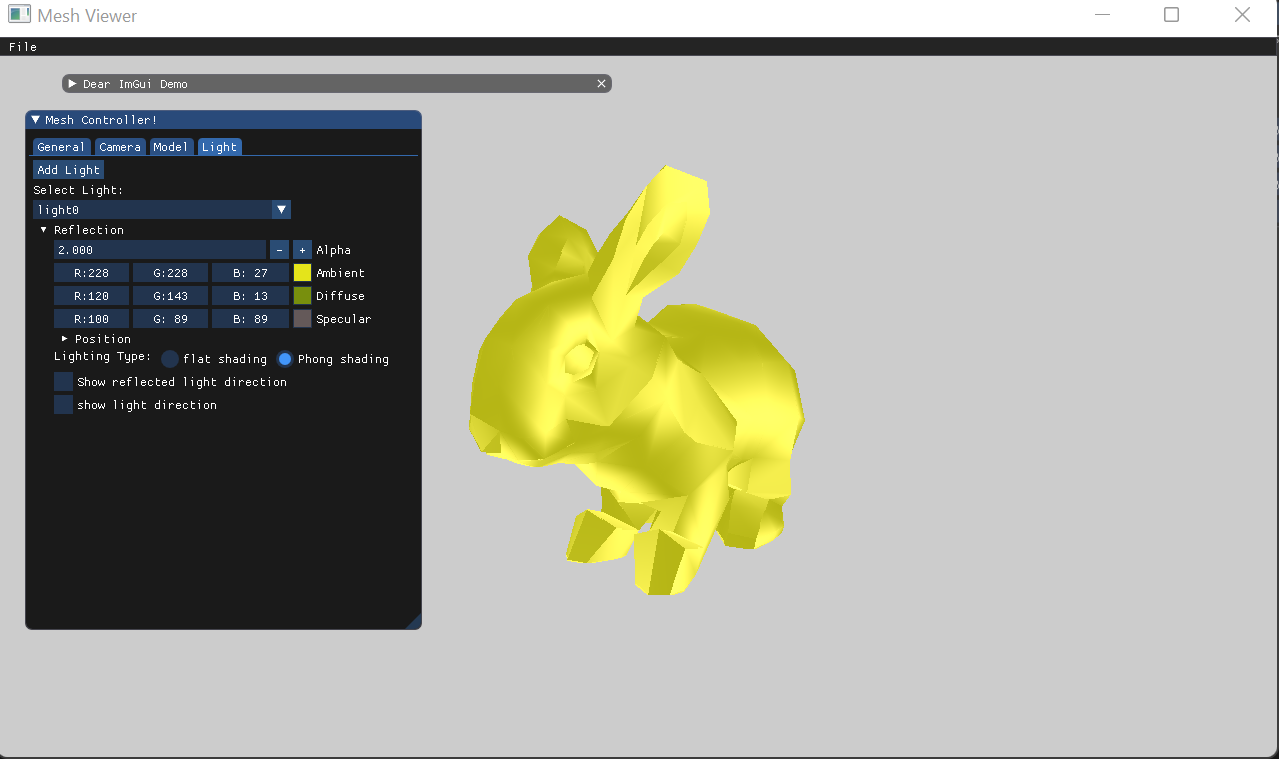 Mesh Viewer
File
Dear ImGui Demo
Mesh Controller!
General Camera Model Light
Add Light
Select Light:
light0
Reflection
2.000 - + Alpha
R:228 G:228 B: 27 Ambient
R:120 G:143 B: 13 Diffuse
R:100 G: 89 B: 89 Specular
Position
Lighting Type: flat shading Phong shading
Show reflected light direction
show light direction